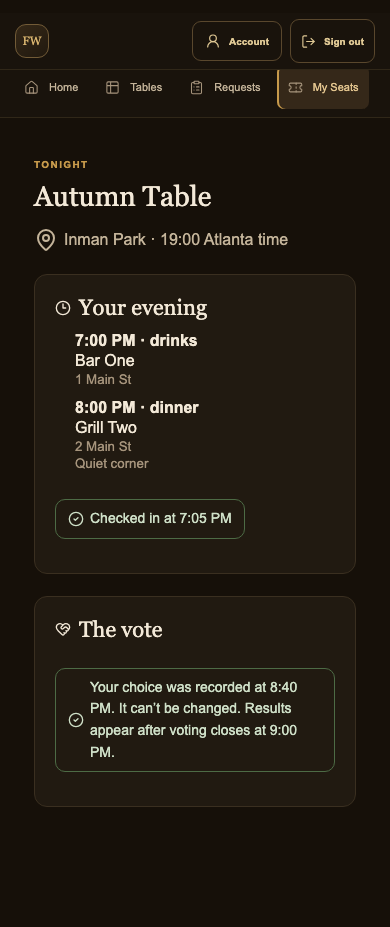 FW
Account
Sign out
Home
Tables
Requests
My Seats
TONIGHT
Autumn Table
Inman Park · 19:00 Atlanta time
Your evening
7:00 PM · drinks
Bar One
1 Main St
8:00 PM · dinner
Grill Two
2 Main St
Quiet corner
Checked in at 7:05 PM
The vote
Your choice was recorded at 8:40
PM. It can’t be changed. Results
appear after voting closes at 9:00
PM.